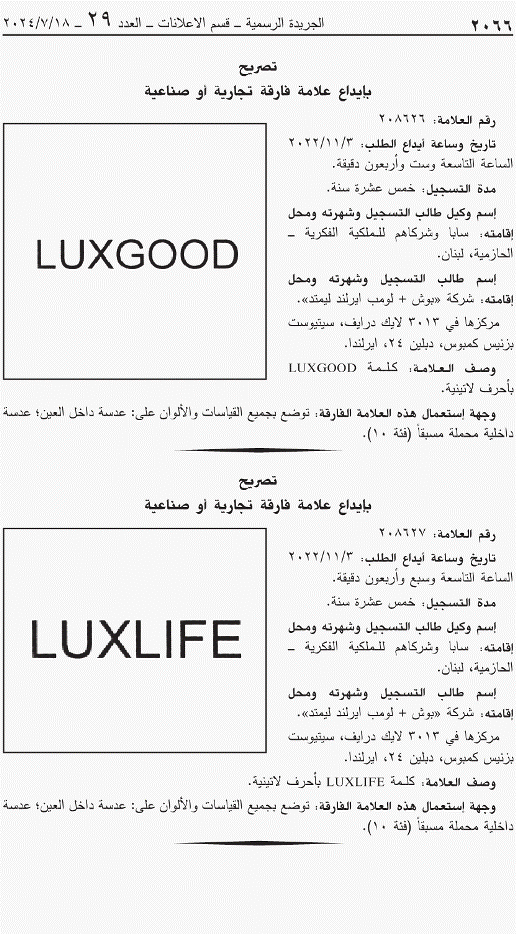 ٢٠٦٦
الجريدة الرسمية ــ قسم الاعلانات ــ العدد ٢٩ ــ ٢٠٢٤/٧/١٨
تصريح
بإيداع علامة فارقة تجارية أو صناعية
رقم العلامة: ٢٠٨٦٢٦
تاريخ وساعة أيداع الطلب: ٢٠٢٢/١١/٣
الساعة التاسعة وست وأربعون دقيقة.
مدة التسجيل: خمس عشرة سنة.
إسم وكيل طالب التسجيل وشهرته ومحل
إقامته: سابا وشركاهم للملكية الفكرية ــ
الحازمية، لبنان.
إسم طالب التسجيل وشهرته ومحل
إقامته: شركة «بوش + لومب ايرلند ليمتد».
مركزها في ٣٠١٣ لايك درايف، سيتيوست
بزنيس كمبوس، دبلين ٢٤، ايرلندا.
وصف العلامة: كلمة LUXGOOD
بأحرف لاتينية.
LUXGOOD
وجهة إستعمال هذه العلامة الفارقة: توضع بجميع القياسات والألوان على: عدسة داخل العين؛ عدسة
داخلية محملة مسبقاً (فئة ١٠).
تصريح
بإيداع علامة فارقة تجارية أو صناعية
رقم العلامة: ٢٠٨٦٢٧
تاريخ وساعة أيداع الطلب: ٢٠٢٢/١١/٣
الساعة التاسعة وسبع وأربعون دقيقة.
مدة التسجيل: خمس عشرة سنة.
إسم وكيل طالب التسجيل وشهرته ومحل
إقامته: سابا وشركاهم للملكية الفكرية ــ
الحازمية، لبنان.
إسم طالب التسجيل وشهرته ومحل
إقامته: شركة «بوش + لومب ايرلند ليمتد».
مركزها في ٣٠١٣ لايك درايف، سيتيوست
بزنيس كمبوس، دبلين ٢٤، ايرلندا.
LUXLIFE
وصف العلامة: كلمة LUXLIFE بأحرف لاتينية.
وجهة إستعمال هذه العلامة الفارقة: توضع بجميع القياسات والألوان على: عدسة داخل العين؛ عدسة
داخلية محملة مسبقاً (فئة ١٠).